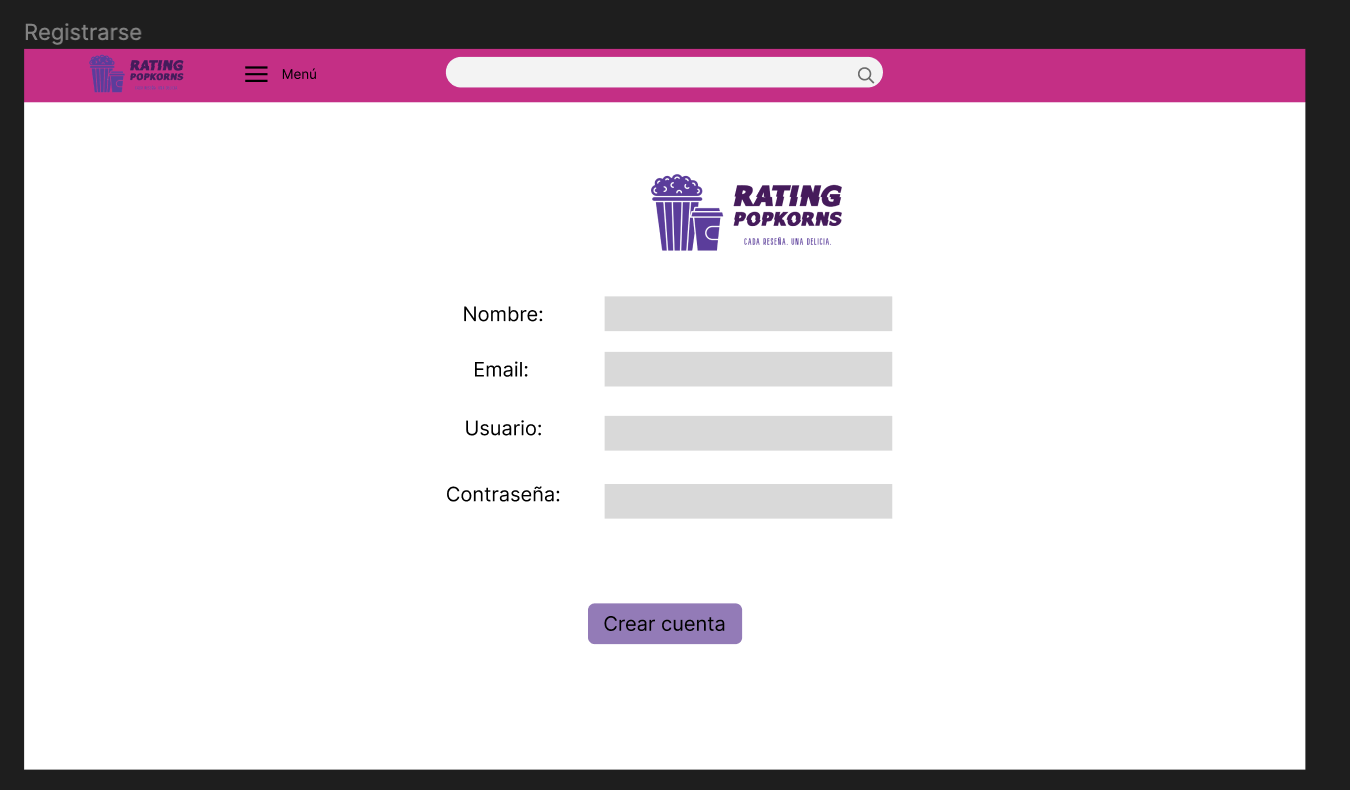 Registrarse
RATING
POPKORNS
Menú
RATING
POPKORNS
CADA RESEÑA. UNA DELICIA.
Nombre:
Email:
Usuario:
Contraseña:
Crear cuenta